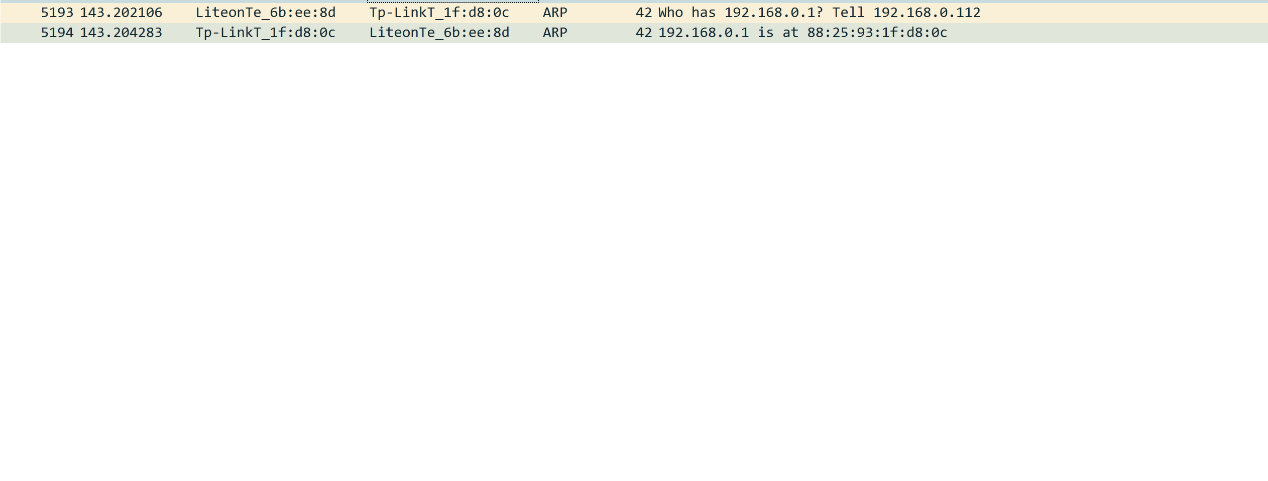 5193 143.202106 LiteonTe_6b:ee:8d Tp-LinkT_1f:d8:0c ARP 42 Who has 192.168.0.1? Tell 192.168.0.112
5194 143.204283 Tp-LinkT_1f:d8:0c LiteonTe_6b:ee:8d ARP 42 192.168.0.1 is at 88:25:93:1f:d8:0c